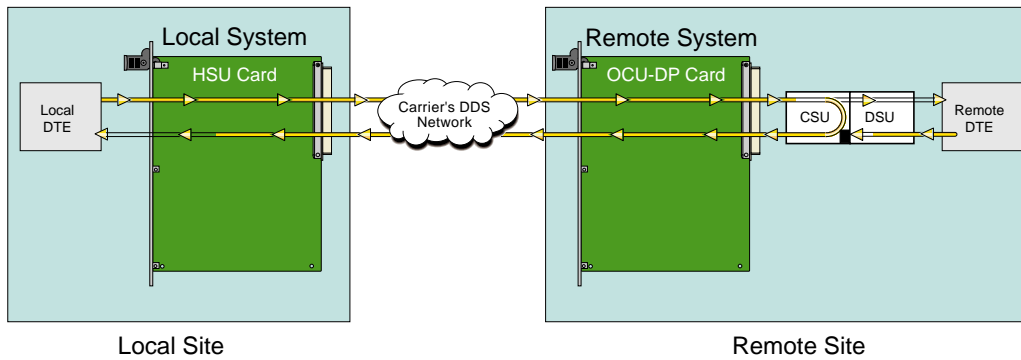 Local System
Remote System
HSU Card
OCU-DP Card
Local
DTE
Carrier's DDS
Network
CSU
DSU
Remote
DTE
Local Site
Remote Site